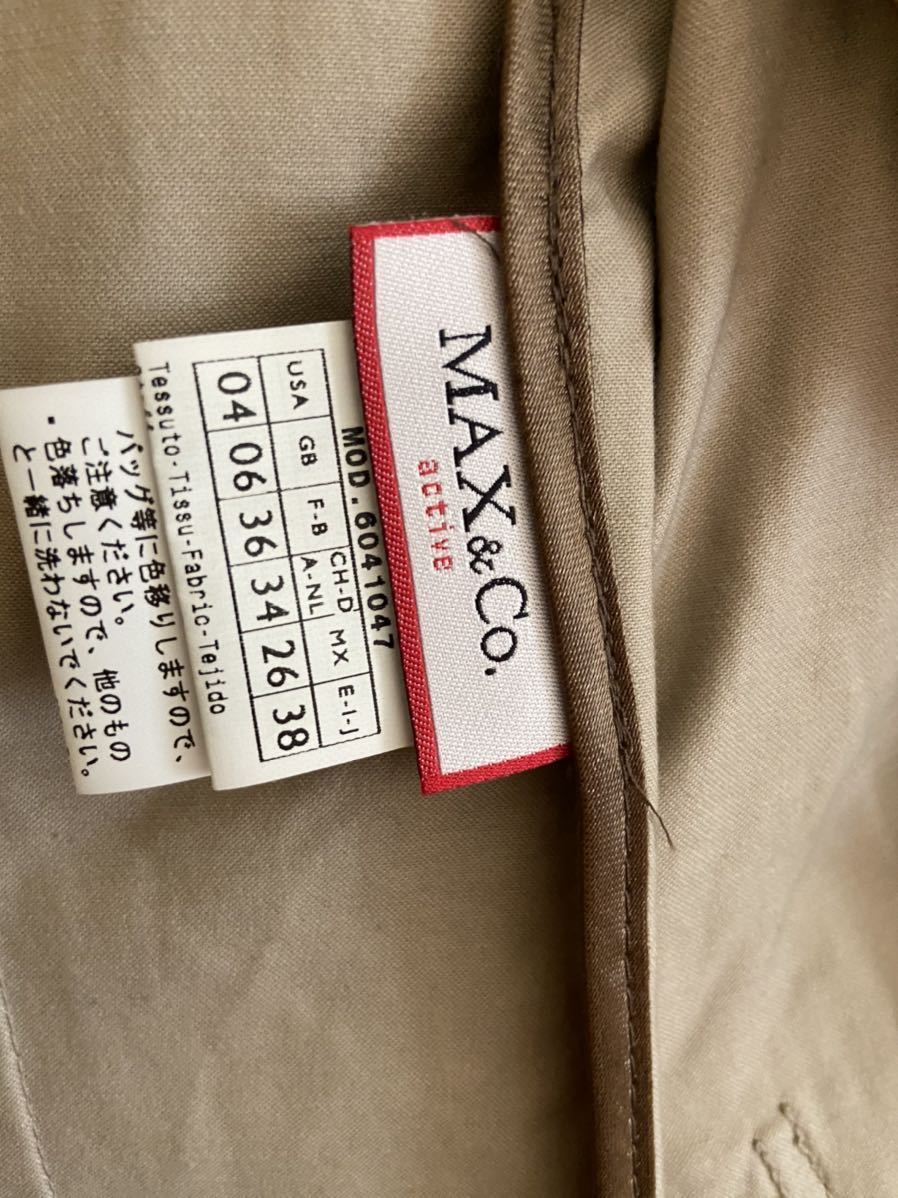 MAX&Co.
active
MOD.6041047
USA GB F-B CH-D A-NL MX E-I-J
04 06 36 34 26 38
Tessuto-Tissu-Fabric-Tejido
バッグ等に色移りしますので、
ご注意ください。
・色落ちしますので、他のもの
と一緒に洗わないでください。